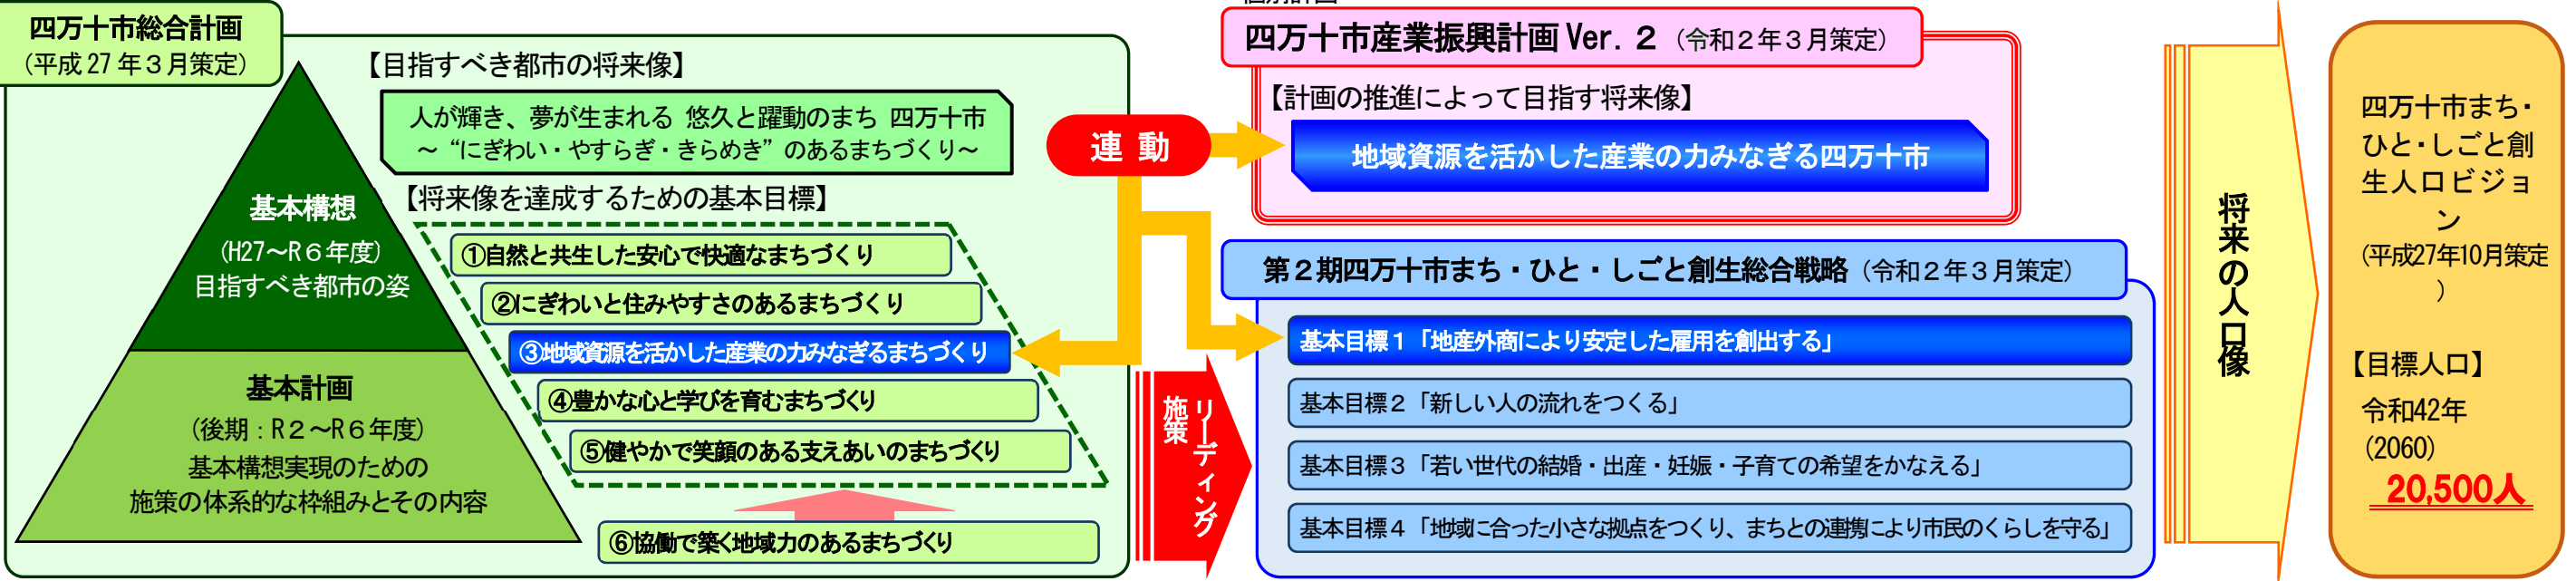 四万十市総合計画
（平成27年３月策定）
【目指すべき都市の将来像】
人が輝き、夢が生まれる 悠久と躍動のまち 四万十市
～“にぎわい・やすらぎ・きらめき”のあるまちづくり～
基本構想
（H27～R６年度）
目指すべき都市の姿
基本計画
（後期：R２～R６年度）
基本構想実現のための
施策の体系的な枠組みとその内容
【将来像を達成するための基本目標】
①自然と共生した安心で快適なまちづくり
②にぎわいと住みやすさのあるまちづくり
③地域資源を活かした産業の力みなぎるまちづくり
④豊かな心と学びを育むまちづくり
⑤健やかで笑顔のある支えあいのまちづくり
⑥協働で築く地域力のあるまちづくり
連 動
リーディング
施策
四万十市産業振興計画 Ver. ２（令和２年３月策定）
【計画の推進によって目指す将来像】
地域資源を活かした産業の力みなぎる四万十市
第２期四万十市まち・ひと・しごと創生総合戦略（令和２年３月策定）
基本目標１「地産外商により安定した雇用を創出する」
基本目標２「新しい人の流れをつくる」
基本目標３「若い世代の結婚・出産・妊娠・子育ての希望をかなえる」
基本目標４「地域に合った小さな拠点をつくり、まちとの連携により市民のくらしを守る」
将来の人口像
四万十市まち・
ひと・しごと創
生人口ビジョ
ン
（平成27年10月策定
）
【目標人口】
令和42年
(2060)
20,500人